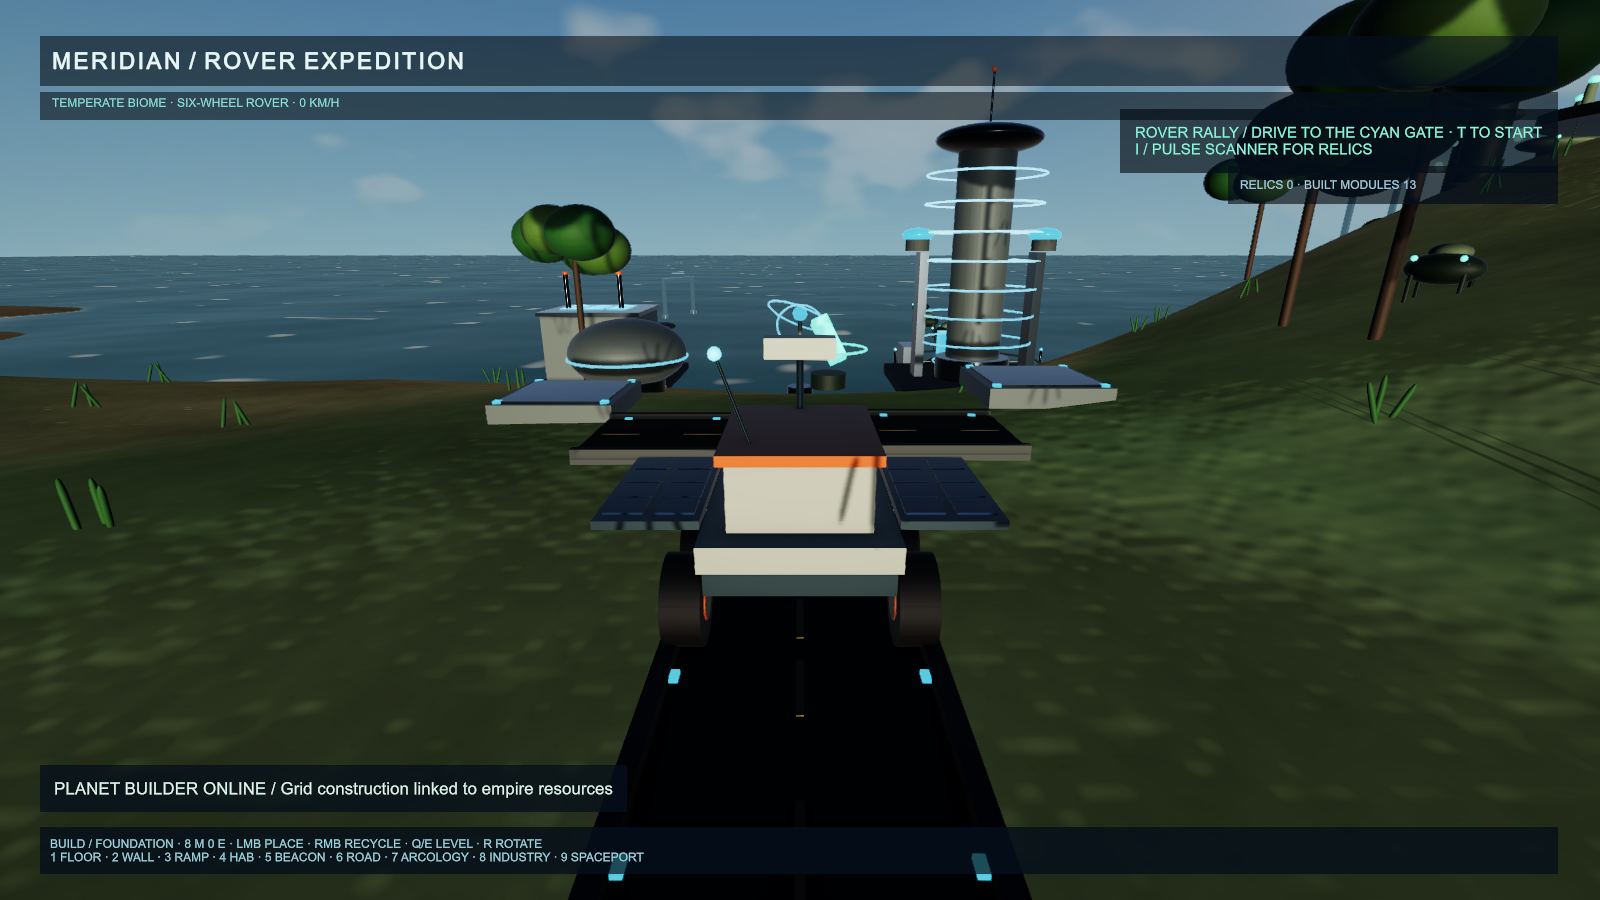 MERIDIAN / ROVER EXPEDITION
TEMPERATE BIOME · SIX-WHEEL ROVER · 0 KM/H
ROVER RALLY / DRIVE TO THE CYAN GATE · T TO START
I / PULSE SCANNER FOR RELICS
RELICS 0 · BUILT MODULES 13
PLANET BUILDER ONLINE / Grid construction linked to empire resources
BUILD / FOUNDATION · 8 M 0 E · LMB PLACE · RMB RECYCLE · Q/E LEVEL · R ROTATE
1 FLOOR · 2 WALL · 3 RAMP · 4 HAB · 5 BEACON · 6 ROAD · 7 ARCOLOGY · 8 INDUSTRY · 9 SPACEPORT